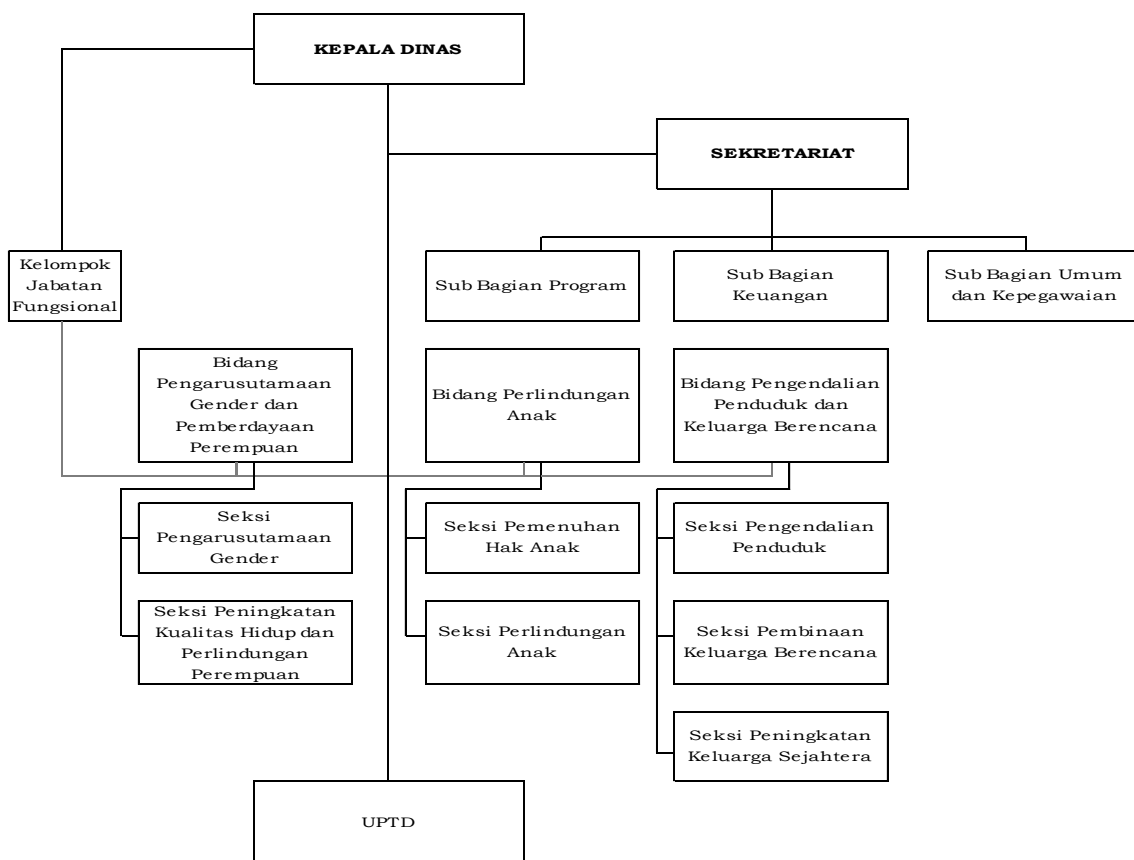 KEPALA DINAS
SEKRETARIAT
Kelompok
Jabatan
Fungsional
Sub Bagian Program
Sub Bagian
Keuangan
Sub Bagian Umum
dan Kepegawaian
Bidang
Pengarusutamaan
Gender dan
Pemberdayaan
Perempuan
Bidang Perlindungan
Anak
Bidang Pengendalian
Penduduk dan
Keluarga Berencana
Seksi
Pengarusutamaan
Gender
Seksi Pemenuhan
Hak Anak
Seksi Pengendalian
Penduduk
Seksi Peningkatan
Kualitas Hidup dan
Perlindungan
Perempuan
Seksi Perlindungan
Anak
Seksi Pembinaan
Keluarga Berencana
Seksi Peningkatan
Keluarga Sejahtera
UPTD